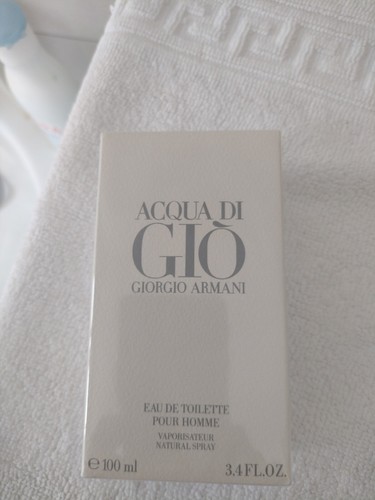 ACQUA DI
GIÒ
GIORGIO ARMANI
EAU DE TOILETTE
POUR HOMME
VAPORISATEUR
NATURAL SPRAY
℮ 100 ml 3.4 FL.OZ.